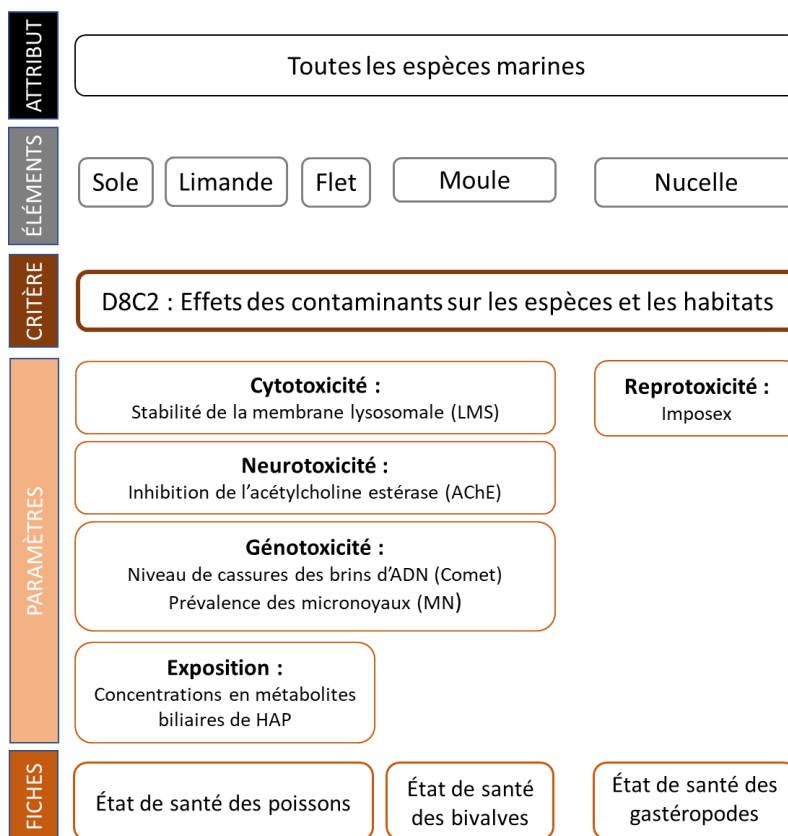 ATTRIBUT
Toutes les espèces marines
ÉLÉMENTS
Sole
Limande
Flet
Moule
Nucelle
CRITÈRE
D8C2 : Effets des contaminants sur les espèces et les habitats
PARAMÈTRES
Cytotoxicité :
Stabilité de la membrane lysosomale (LMS)
Reprotoxicité :
Imposex
Neurotoxicité :
Inhibition de l'acétylcholine estérase (AChE)
Génotoxicité :
Niveau de cassures des brins d'ADN (Comet)
Prévalence des micronoyaux (MN)
Exposition :
Concentrations en métabolites
biliaires de HAP
FICHES
État de santé des poissons
État de santé
des bivalves
État de santé des
gastéropodes